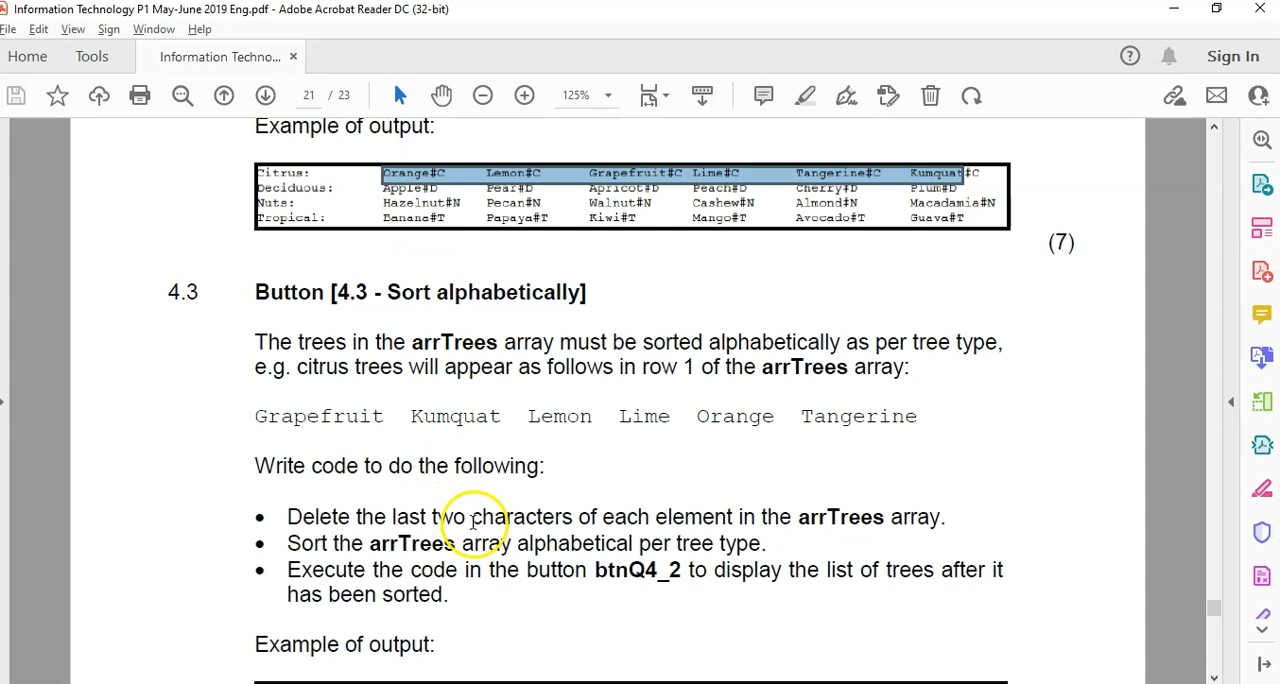 Information Technology P1 May-June 2019 Eng.pdf - Adobe Acrobat Reader DC (32-bit)
File Edit View Sign Window Help
Home Tools Information Techno... × Sign In
21 / 23 125%
Example of output:
Citrus: Orange#C Lemon#C Grapefruit#C Lime#C Tangerine#C Kumquat#C
Deciduous: Apple#D Pear#D Apricot#D Peach#D Cherry#D Plum#D
Nuts: Hazelnut#N Pecan#N Walnut#N Cashew#N Almond#N Macadamia#N
Tropical: Banana#T Papaya#T Kiwi#T Mango#T Avocado#T Guava#T
(7)
4.3 Button [4.3 - Sort alphabetically]
The trees in the arrTrees array must be sorted alphabetically as per tree type,
e.g. citrus trees will appear as follows in row 1 of the arrTrees array:
Grapefruit Kumquat Lemon Lime Orange Tangerine
Write code to do the following:
• Delete the last two characters of each element in the arrTrees array.
• Sort the arrTrees array alphabetical per tree type.
• Execute the code in the button btnQ4_2 to display the list of trees after it
has been sorted.
Example of output: